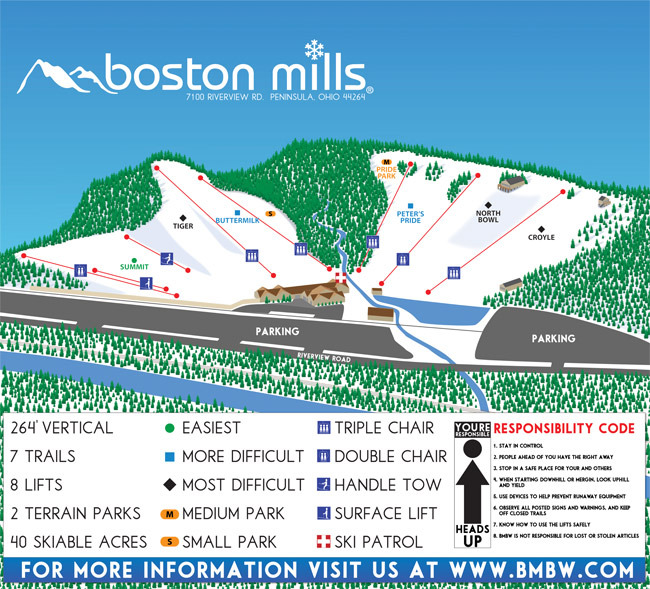 boston mills®
7100 RIVERVIEW RD. PENINSULA, OHIO 44264
M
PRIDE
PARK
TIGER
BUTTERMILK
S
PETER'S
PRIDE
NORTH
BOWL
CROYLE
SUMMIT
PARKING
PARKING
RIVERVIEW ROAD
264' VERTICAL
7 TRAILS
8 LIFTS
2 TERRAIN PARKS
40 SKIABLE ACRES
EASIEST
MORE DIFFICULT
MOST DIFFICULT
M MEDIUM PARK
S SMALL PARK
TRIPLE CHAIR
DOUBLE CHAIR
HANDLE TOW
SURFACE LIFT
SKI PATROL
YOU'RE
RESPONSIBLE
HEADS
UP
RESPONSIBILITY CODE
1. STAY IN CONTROL
2. PEOPLE AHEAD OF YOU HAVE THE RIGHT AWAY
3. STOP IN A SAFE PLACE FOR YOUR AND OTHERS
4. WHEN STARTING DOWNHILL OR MERGIN, LOOK UPHILL
AND YIELD
5. USE DEVICES TO HELP PREVENT RUNAWAY EQUIPMENT
6. OBSERVE ALL POSTED SIGNS AND WARNINGS, AND KEEP
OFF CLOSED TRAILS
7. KNOW HOW TO USE THE LIFTS SAFELY
8. BMBW IS NOT RESPONSIBLE FOR LOST OR STOLEN ARTICLES
FOR MORE INFORMATION VISIT US AT WWW.BMBW.COM